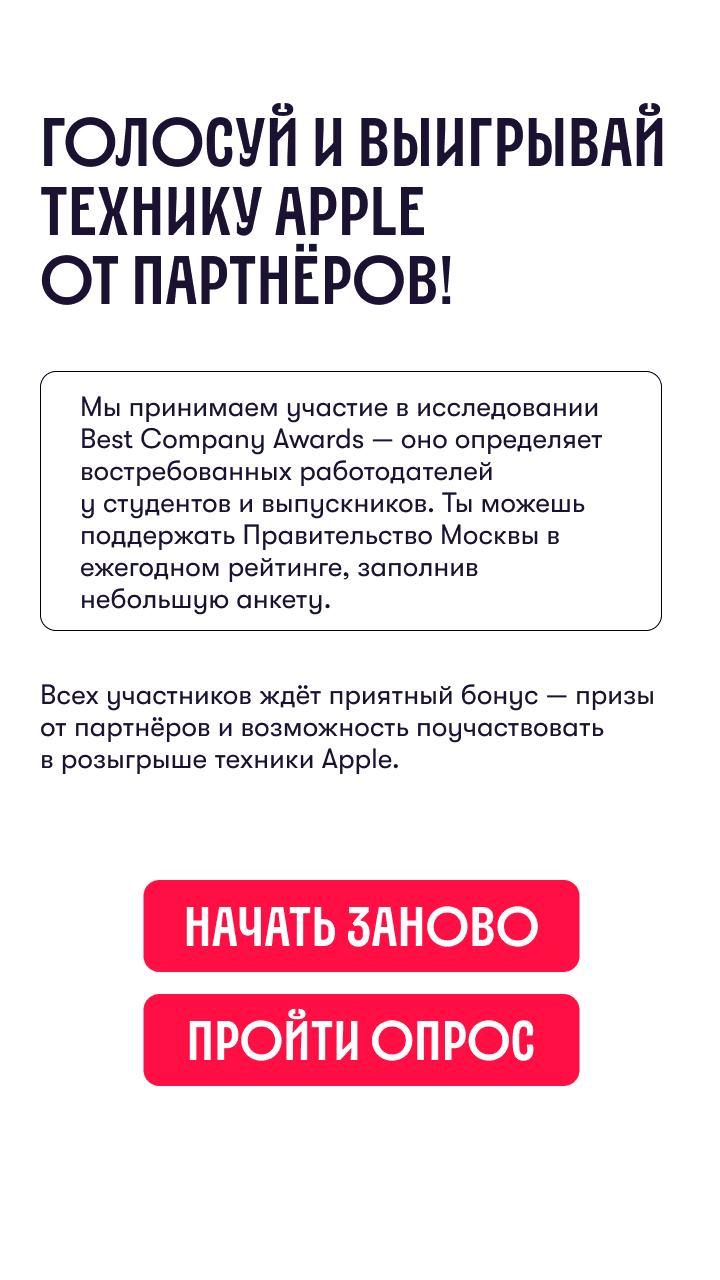 ГОЛОСУЙ И ВЫИГРЫВАЙ
ТЕХНИКУ APPLE
ОТ ПАРТНЁРОВ!
Мы принимаем участие в исследовании
Best Company Awards — оно определяет
востребованных работодателей
у студентов и выпускников. Ты можешь
поддержать Правительство Москвы в
ежегодном рейтинге, заполнив
небольшую анкету.
Всех участников ждёт приятный бонус — призы
от партнёров и возможность поучаствовать
в розыгрыше техники Apple.
НАЧАТЬ ЗАНОВО
ПРОЙТИ ОПРОС